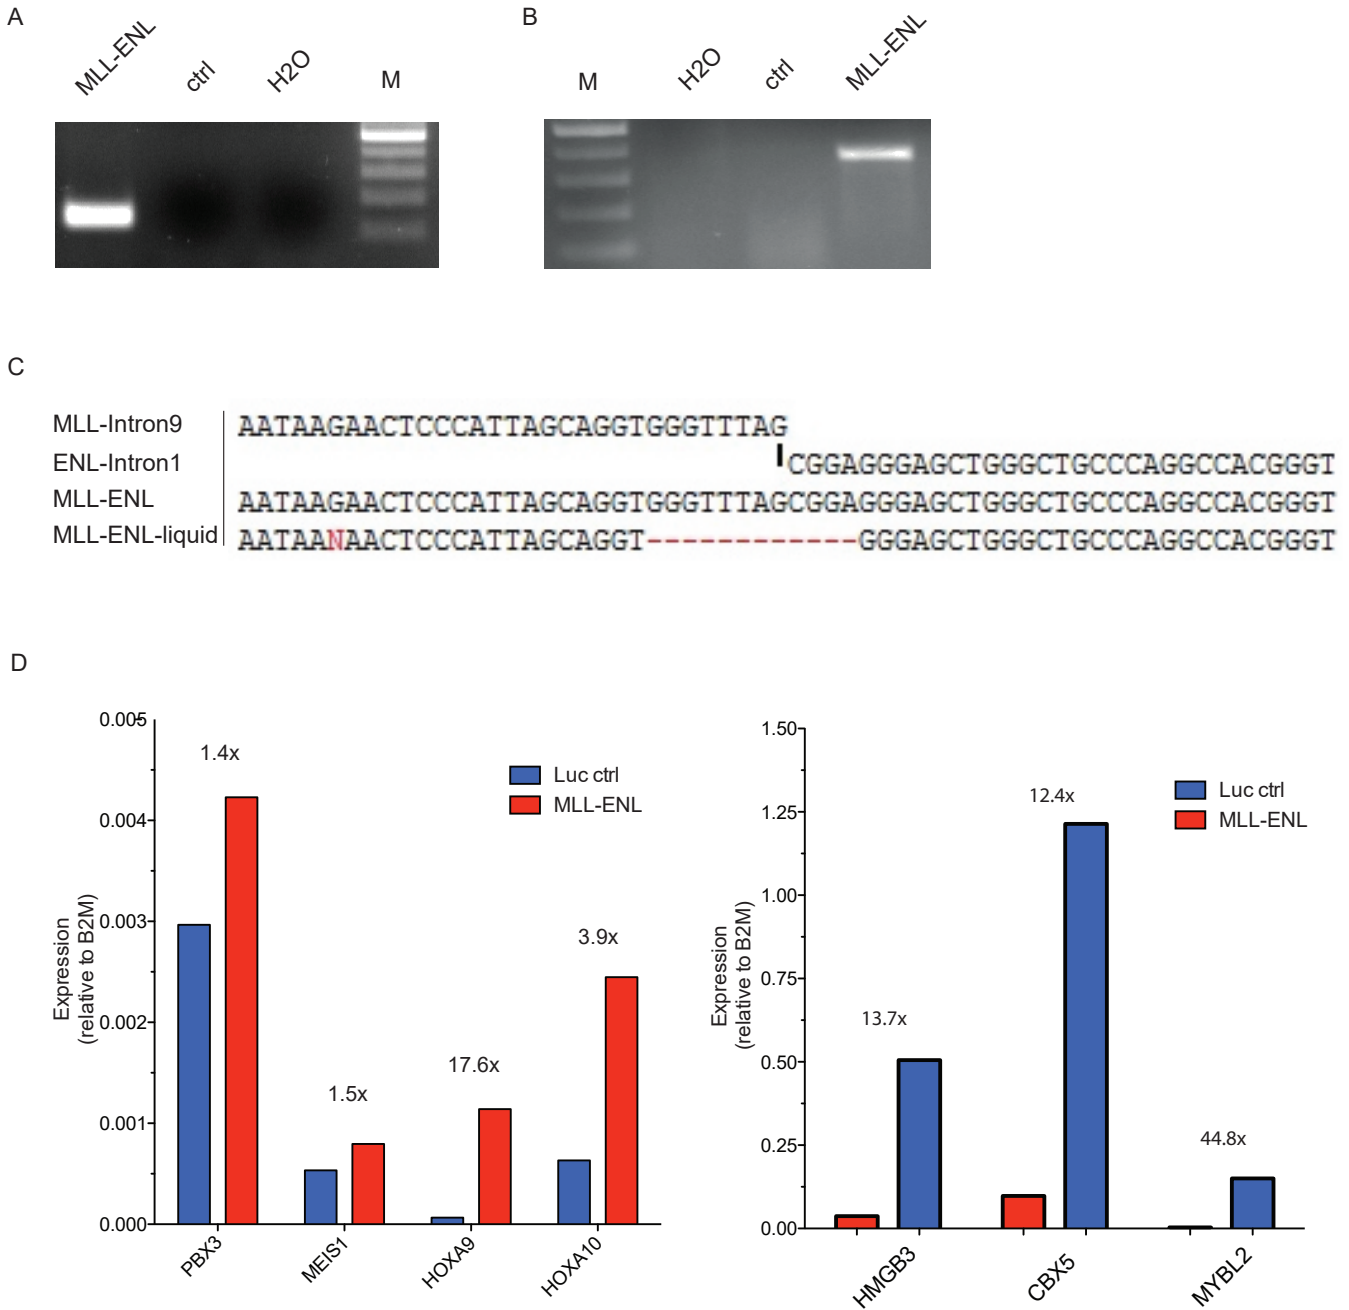 A
MLL-ENL
ctrl
H2O
M
B
M
H2O
ctrl
MLL-ENL
C
MLL-Intron9 AATAAGAACTCCCATTAGCAGGTGGGTTTAG
ENL-Intron1 CGGAGGGAGCTGGGCTGCCCAGGCCACGGGT
MLL-ENL AATAAGAACTCCCATTAGCAGGTGGGTTTAGCGGAGGGAGCTGGGCTGCCCAGGCCACGGGT
MLL-ENL-liquid AATAANAACTCCCATTAGCAGGT------------GGGAGCTGGGCTGCCCAGGCCACGGGT
D
Expression
(relative to B2M)
0.005
0.004
0.003
0.002
0.001
0.000
1.4x
1.5x
17.6x
3.9x
Luc ctrl
MLL-ENL
PBX3
MEIS1
HOXA9
HOXA10
Expression
(relative to B2M)
1.50
1.25
1.00
0.75
0.50
0.25
0.00
13.7x
12.4x
44.8x
Luc ctrl
MLL-ENL
HMGB3
CBX5
MYBL2